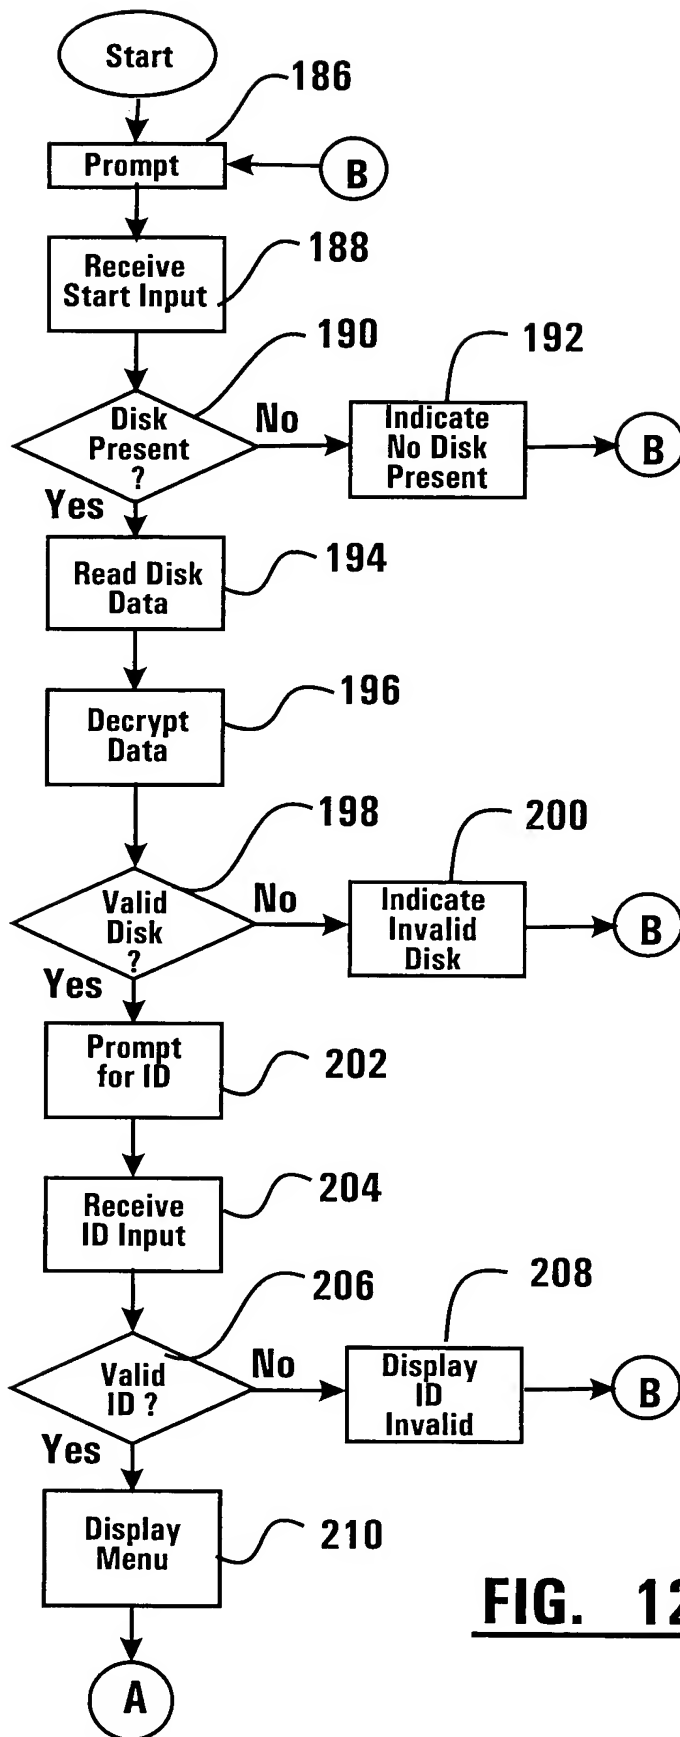 Start
186
Prompt
B
Receive
Start Input
188
190
Disk
Present
?
No
192
Indicate
No Disk
Present
B
Yes
Read Disk
Data
194
Decrypt
Data
196
198
Valid
Disk
?
No
200
Indicate
Invalid
Disk
B
Yes
Prompt
for ID
202
Receive
ID Input
204
206
Valid
ID ?
No
208
Display
ID
Invalid
B
Yes
Display
Menu
210
FIG. 12
A